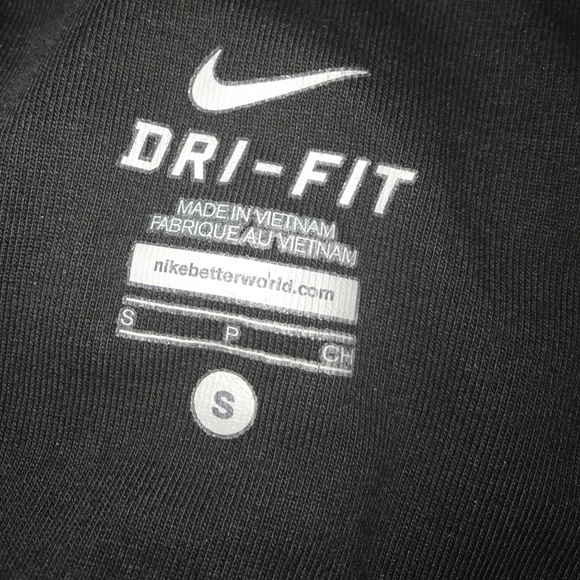 DRI-FIT
MADE IN VIETNAM
FABRIQUE AU VIETNAM
nikebetterworld.com
S P CH
S